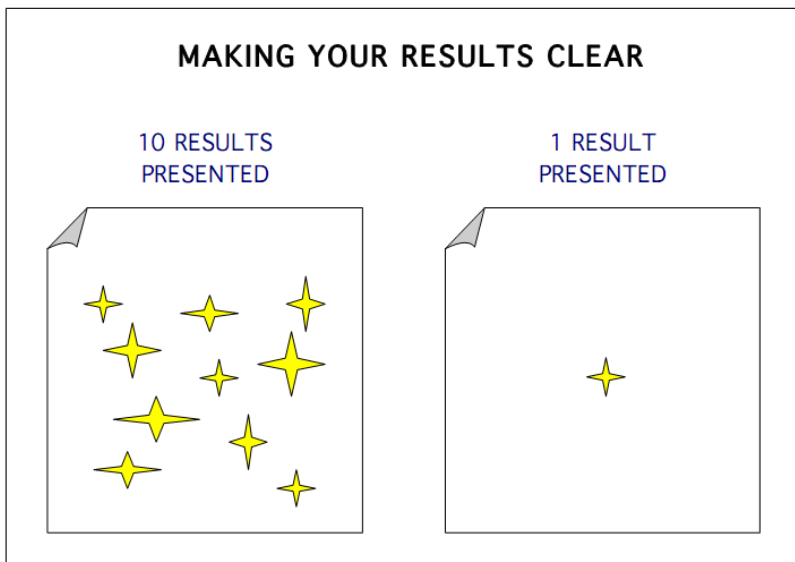 MAKING YOUR RESULTS CLEAR
10 RESULTS
PRESENTED
1 RESULT
PRESENTED